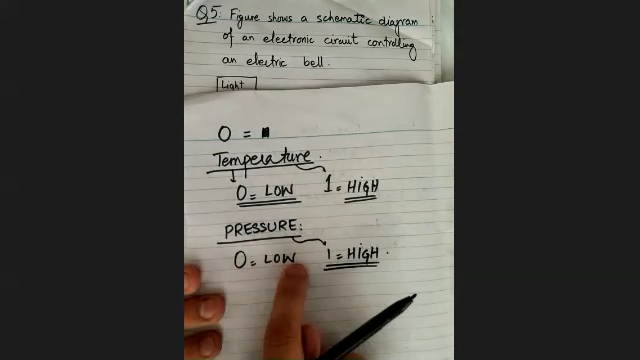 Q5. Figure shows a schematic diagram
of an electronic circuit controlling
an electric bell.
Light
0 =
Temperature.
0 = LOW 1 = HIGH
PRESSURE:
0 = LOW 1 = HIGH.